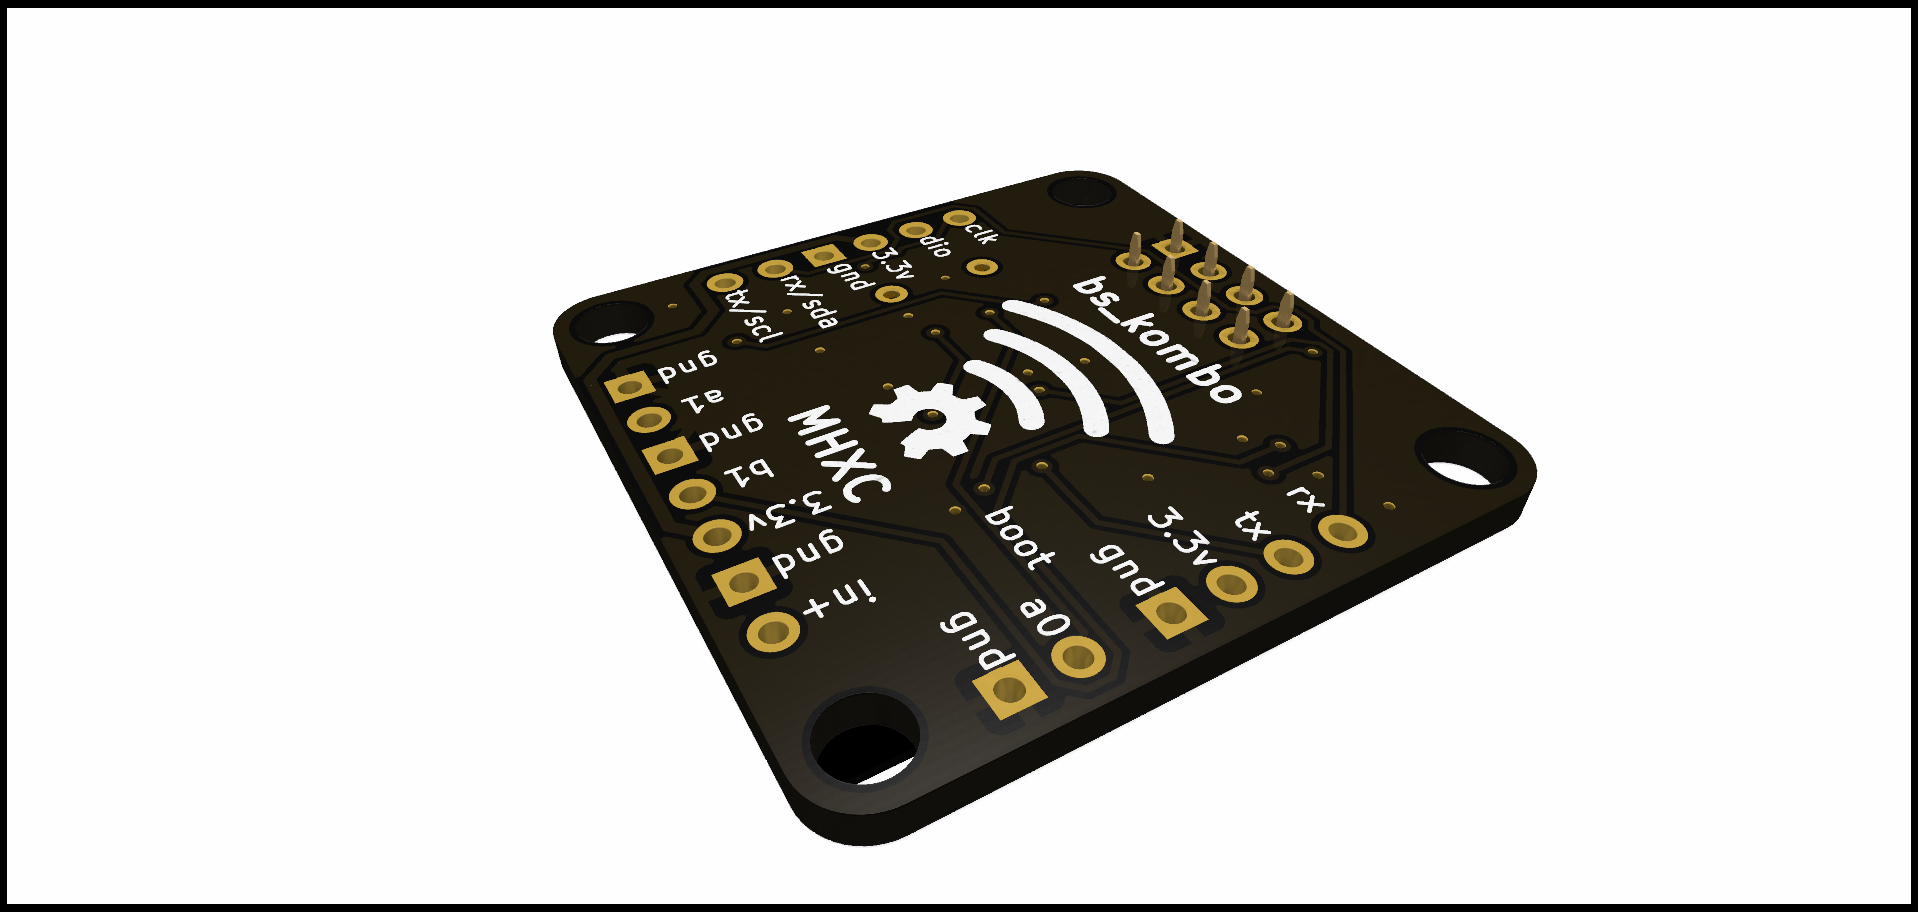 clk
dio
3.3v
gnd
rx/sda
tx/scl
bs_kombo
gnd
a1
gnd
b1
3.3v
gnd
in+
MHXC
boot
rx
tx
3.3v
gnd
a0
gnd